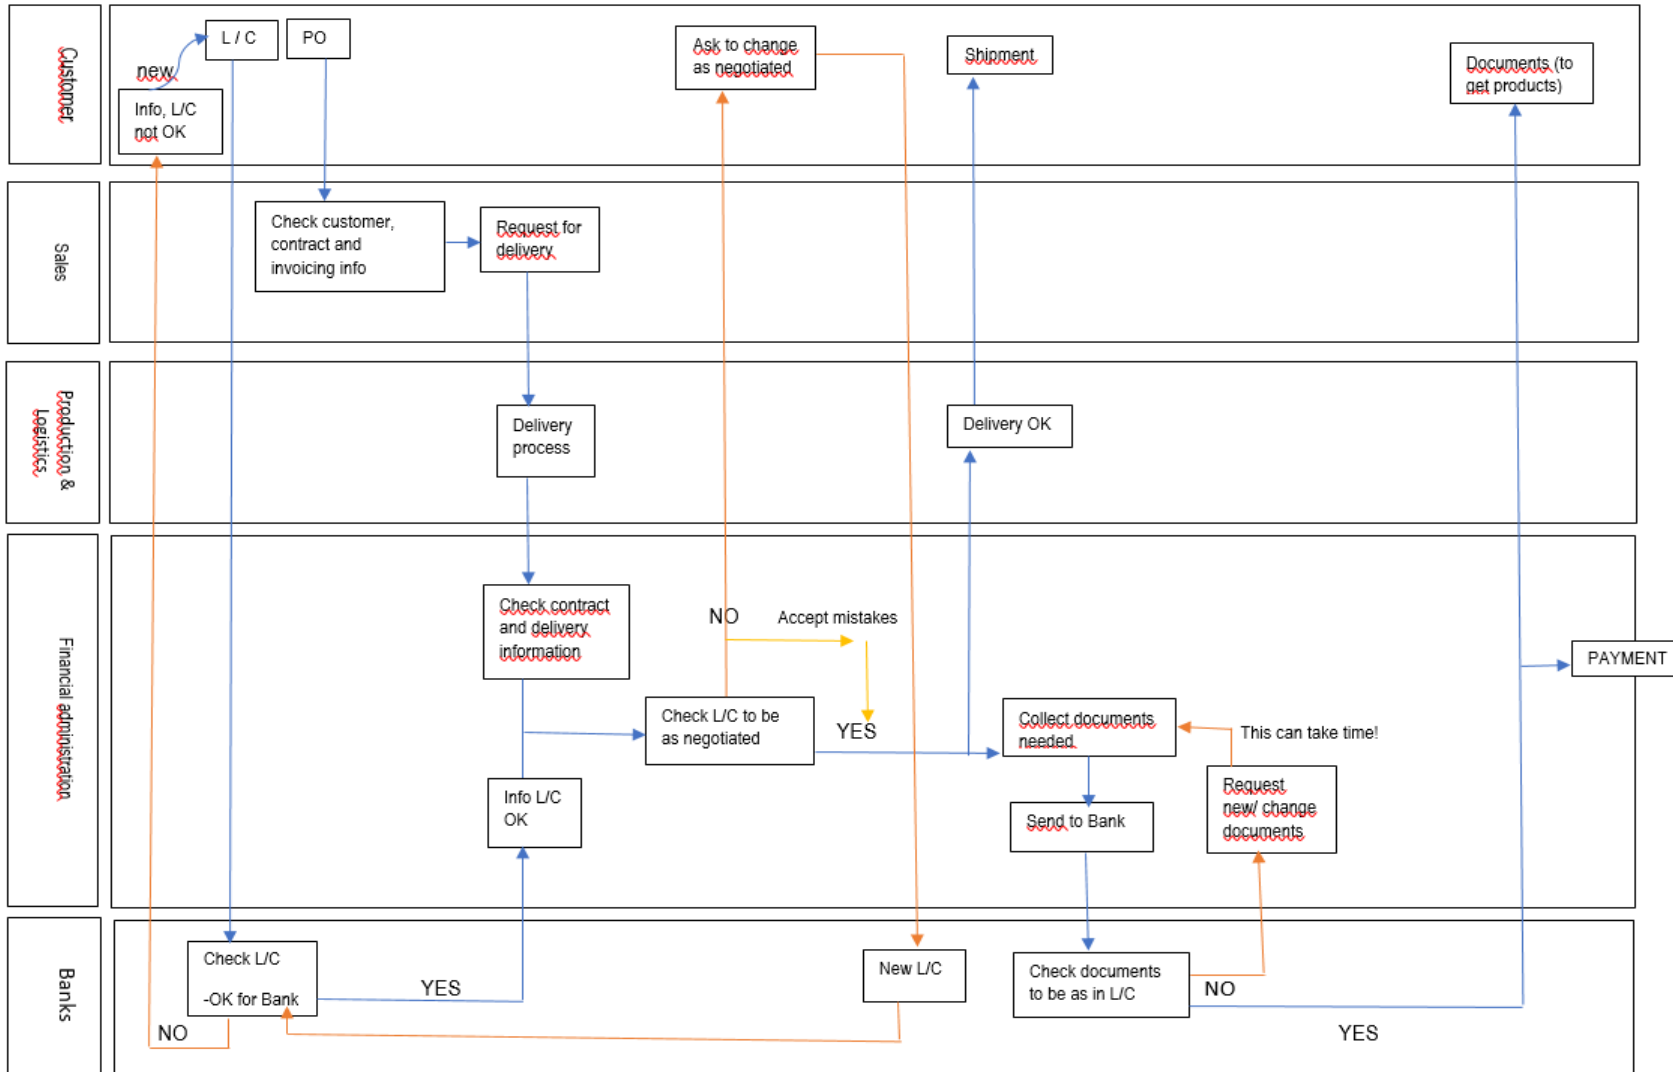 Customer
L / C
PO
new
Info, L/C
not OK
Ask to change
as negotiated
Shipment
Documents (to
get products)
Sales
Check customer,
contract and
invoicing info
Request for
delivery
Production &
Logistics
Delivery
process
Delivery OK
Financial administration
Check contract
and delivery
information
NO
Accept mistakes
PAYMENT
Check L/C to be
as negotiated
YES
Collect documents
needed
This can take time!
Info L/C
OK
Send to Bank
Request
new/ change
documents
Banks
Check L/C
-OK for Bank
YES
NO
New L/C
Check documents
to be as in L/C
NO
YES